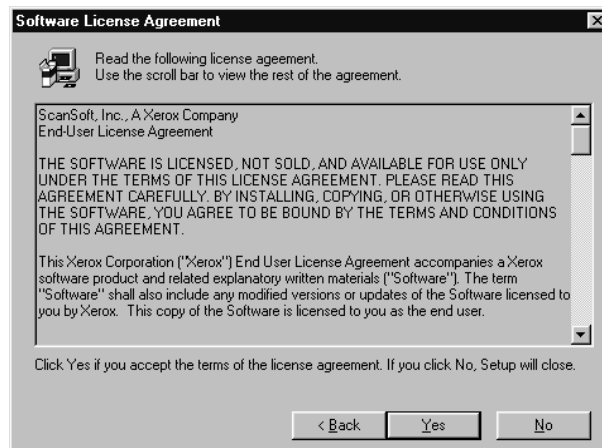 Software License Agreement
Read the following license ageement.
Use the scroll bar to view the rest of the agreement.
ScanSoft, Inc., A Xerox Company
End-User License Agreement
THE SOFTWARE IS LICENSED, NOT SOLD, AND AVAILABLE FOR USE ONLY
UNDER THE TERMS OF THIS LICENSE AGREEMENT. PLEASE READ THIS
AGREEMENT CAREFULLY. BY INSTALLING, COPYING, OR OTHERWISE USING
THE SOFTWARE, YOU AGREE TO BE BOUND BY THE TERMS AND CONDITIONS
OF THIS AGREEMENT.
This Xerox Corporation ("Xerox") End User License Agreement accompanies a Xerox
software product and related explanatory written materials ("Software"). The term
"Software" shall also include any modified versions or updates of the Software licensed to
you by Xerox. This copy of the Software is licensed to you as the end user.
Click Yes if you accept the terms of the license agreement. If you click No, Setup will close.
< Back Yes No